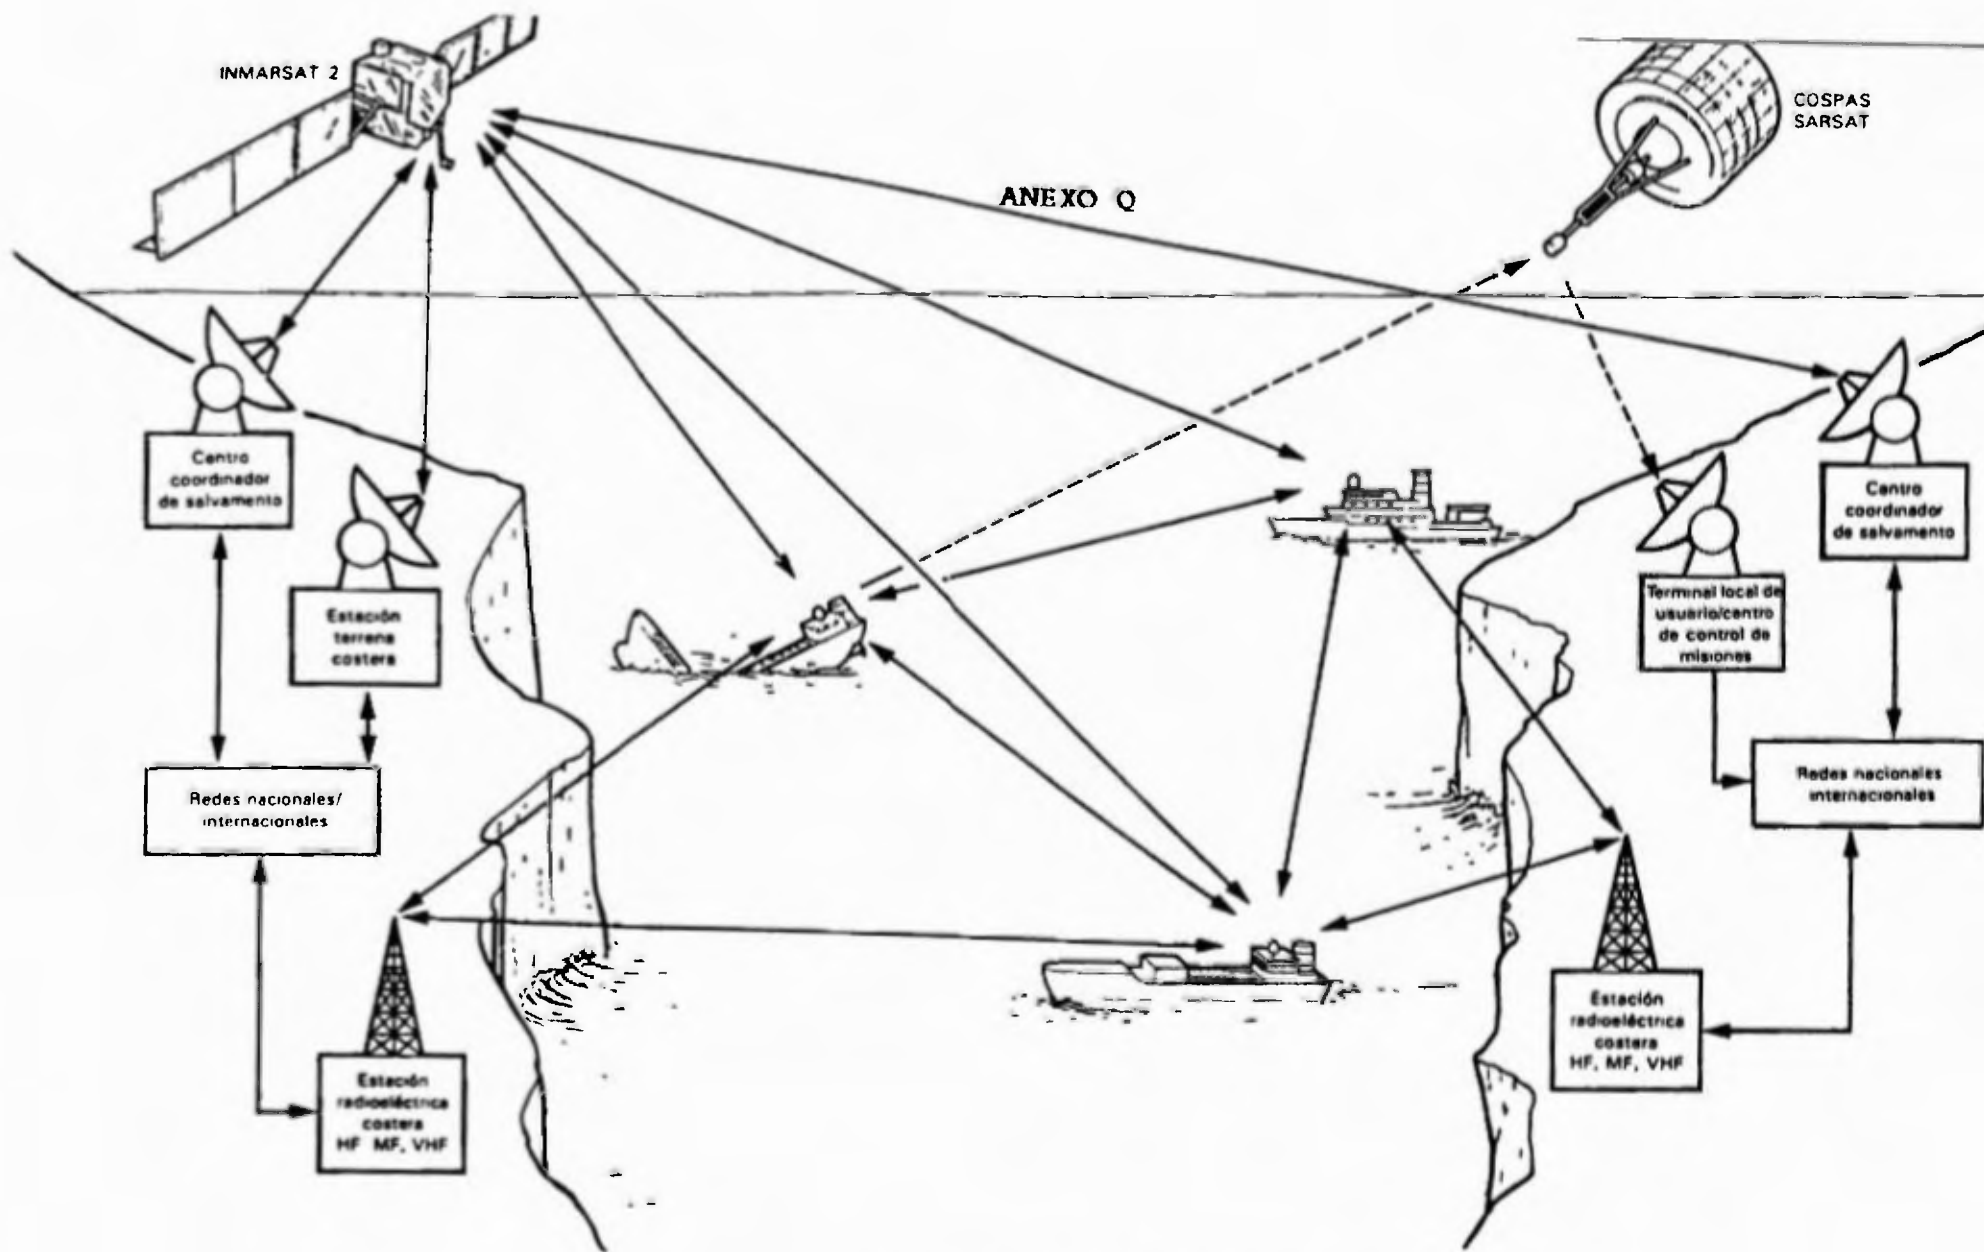 INMARSAT 2
COSPAS
SARSAT
ANEXO Q
Centro
coordinador
de salvamento
Estación
terrena
costera
Redes nacionales/
internacionales
Estación
radioeléctrica
costera
HF MF, VHF
Terminal local de
usuario/centro
de control de
misiones
Centro
coordinador
de salvamento
Redes nacionales
internacionales
Estación
radioeléctrica
costera
HF, MF, VHF